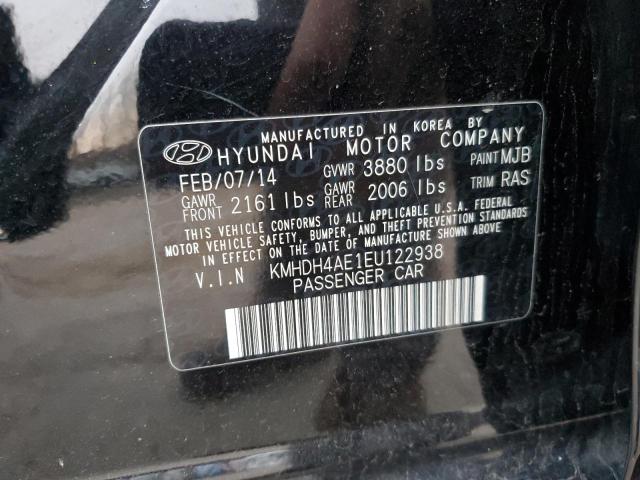 MANUFACTURED IN KOREA BY
HYUNDAI MOTOR COMPANY
FEB/07/14 GVWR 3880 lbs PAINT MJB
GAWR FRONT 2161 lbs GAWR REAR 2006 lbs TRIM RAS
THIS VEHICLE CONFORMS TO ALL APPLICABLE U.S.A. FEDERAL
MOTOR VEHICLE SAFETY, BUMPER, AND THEFT PREVENTION
STANDARDS IN EFFECT ON THE DATE OF MANUFACTURE SHOWN ABOVE.
V.I.N KMHDH4AE1EU122938
PASSENGER CAR